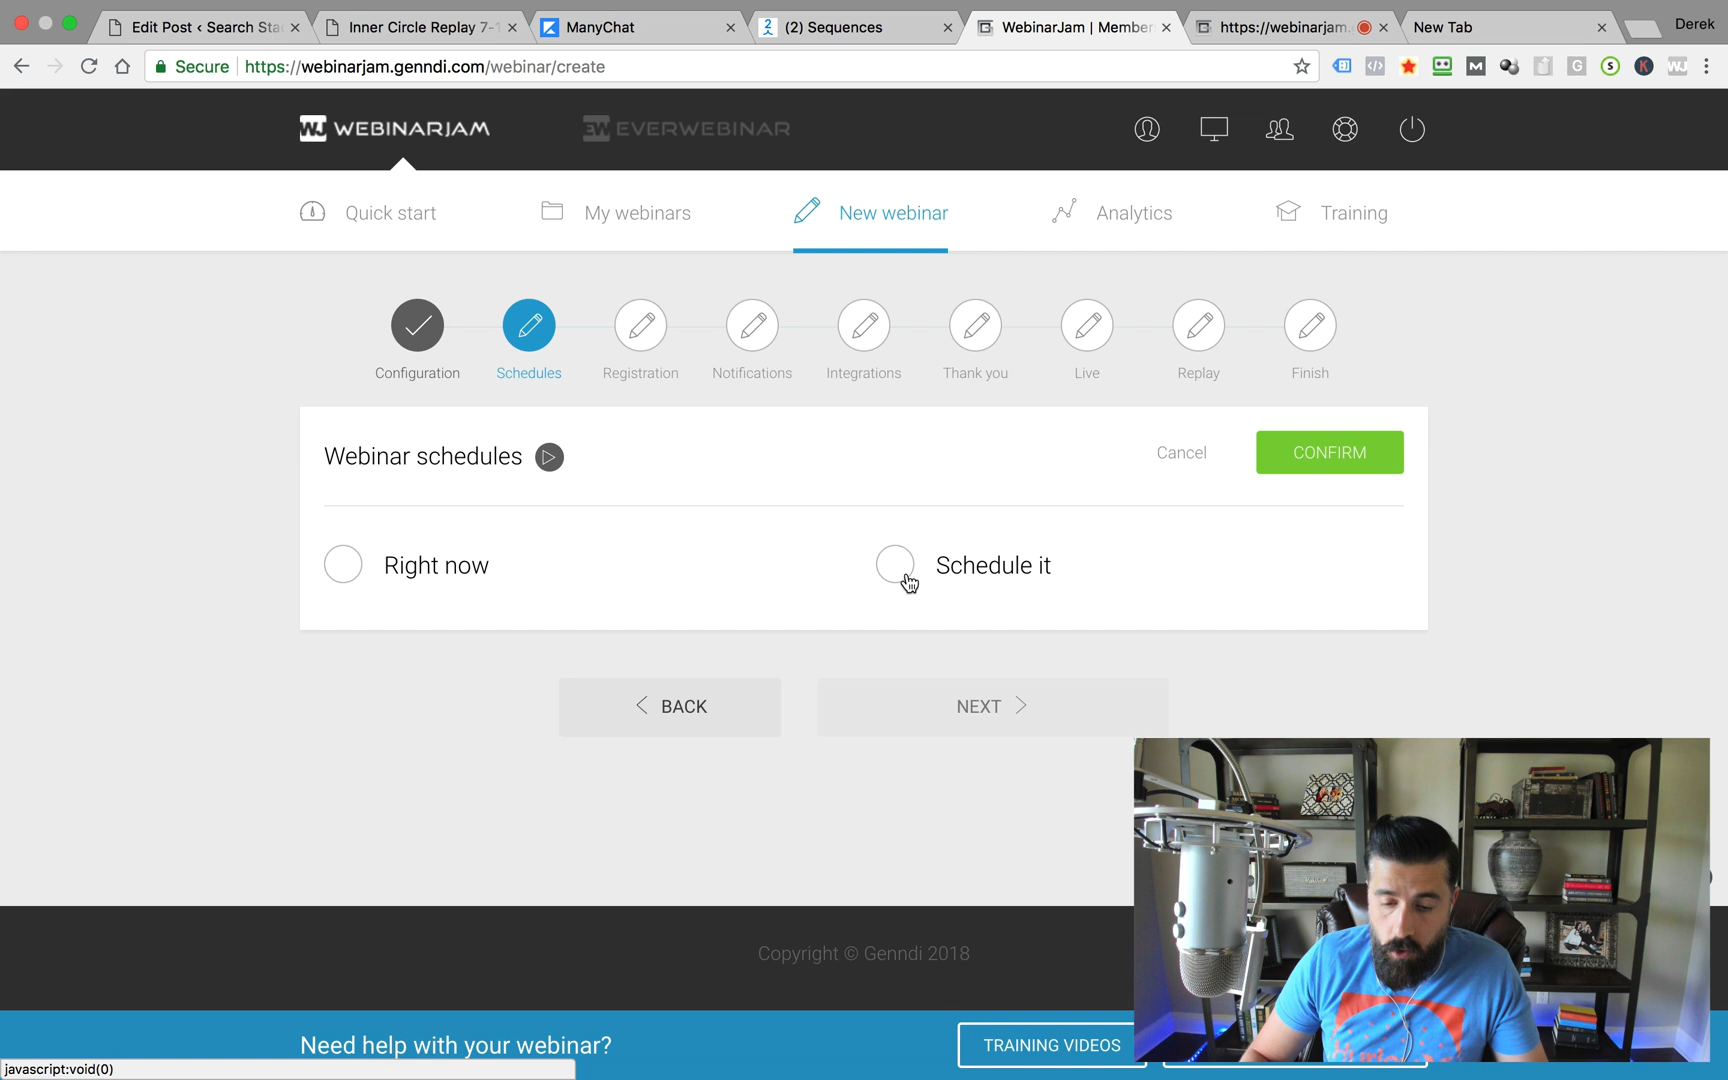 Edit Post ‹ Search Sta
Inner Circle Replay 7-1
ManyChat
(2) Sequences
WebinarJam | Member
https://webinarjam.
New Tab
Derek
Secure
https://webinarjam.genndi.com/webinar/create
WEBINARJAM
EVERWEBINAR
Quick start
My webinars
New webinar
Analytics
Training
Configuration
Schedules
Registration
Notifications
Integrations
Thank you
Live
Replay
Finish
Webinar schedules
Cancel
CONFIRM
Right now
Schedule it
BACK
NEXT
Copyright © Genndi 2018
Need help with your webinar?
TRAINING VIDEOS
javascript:void(0)